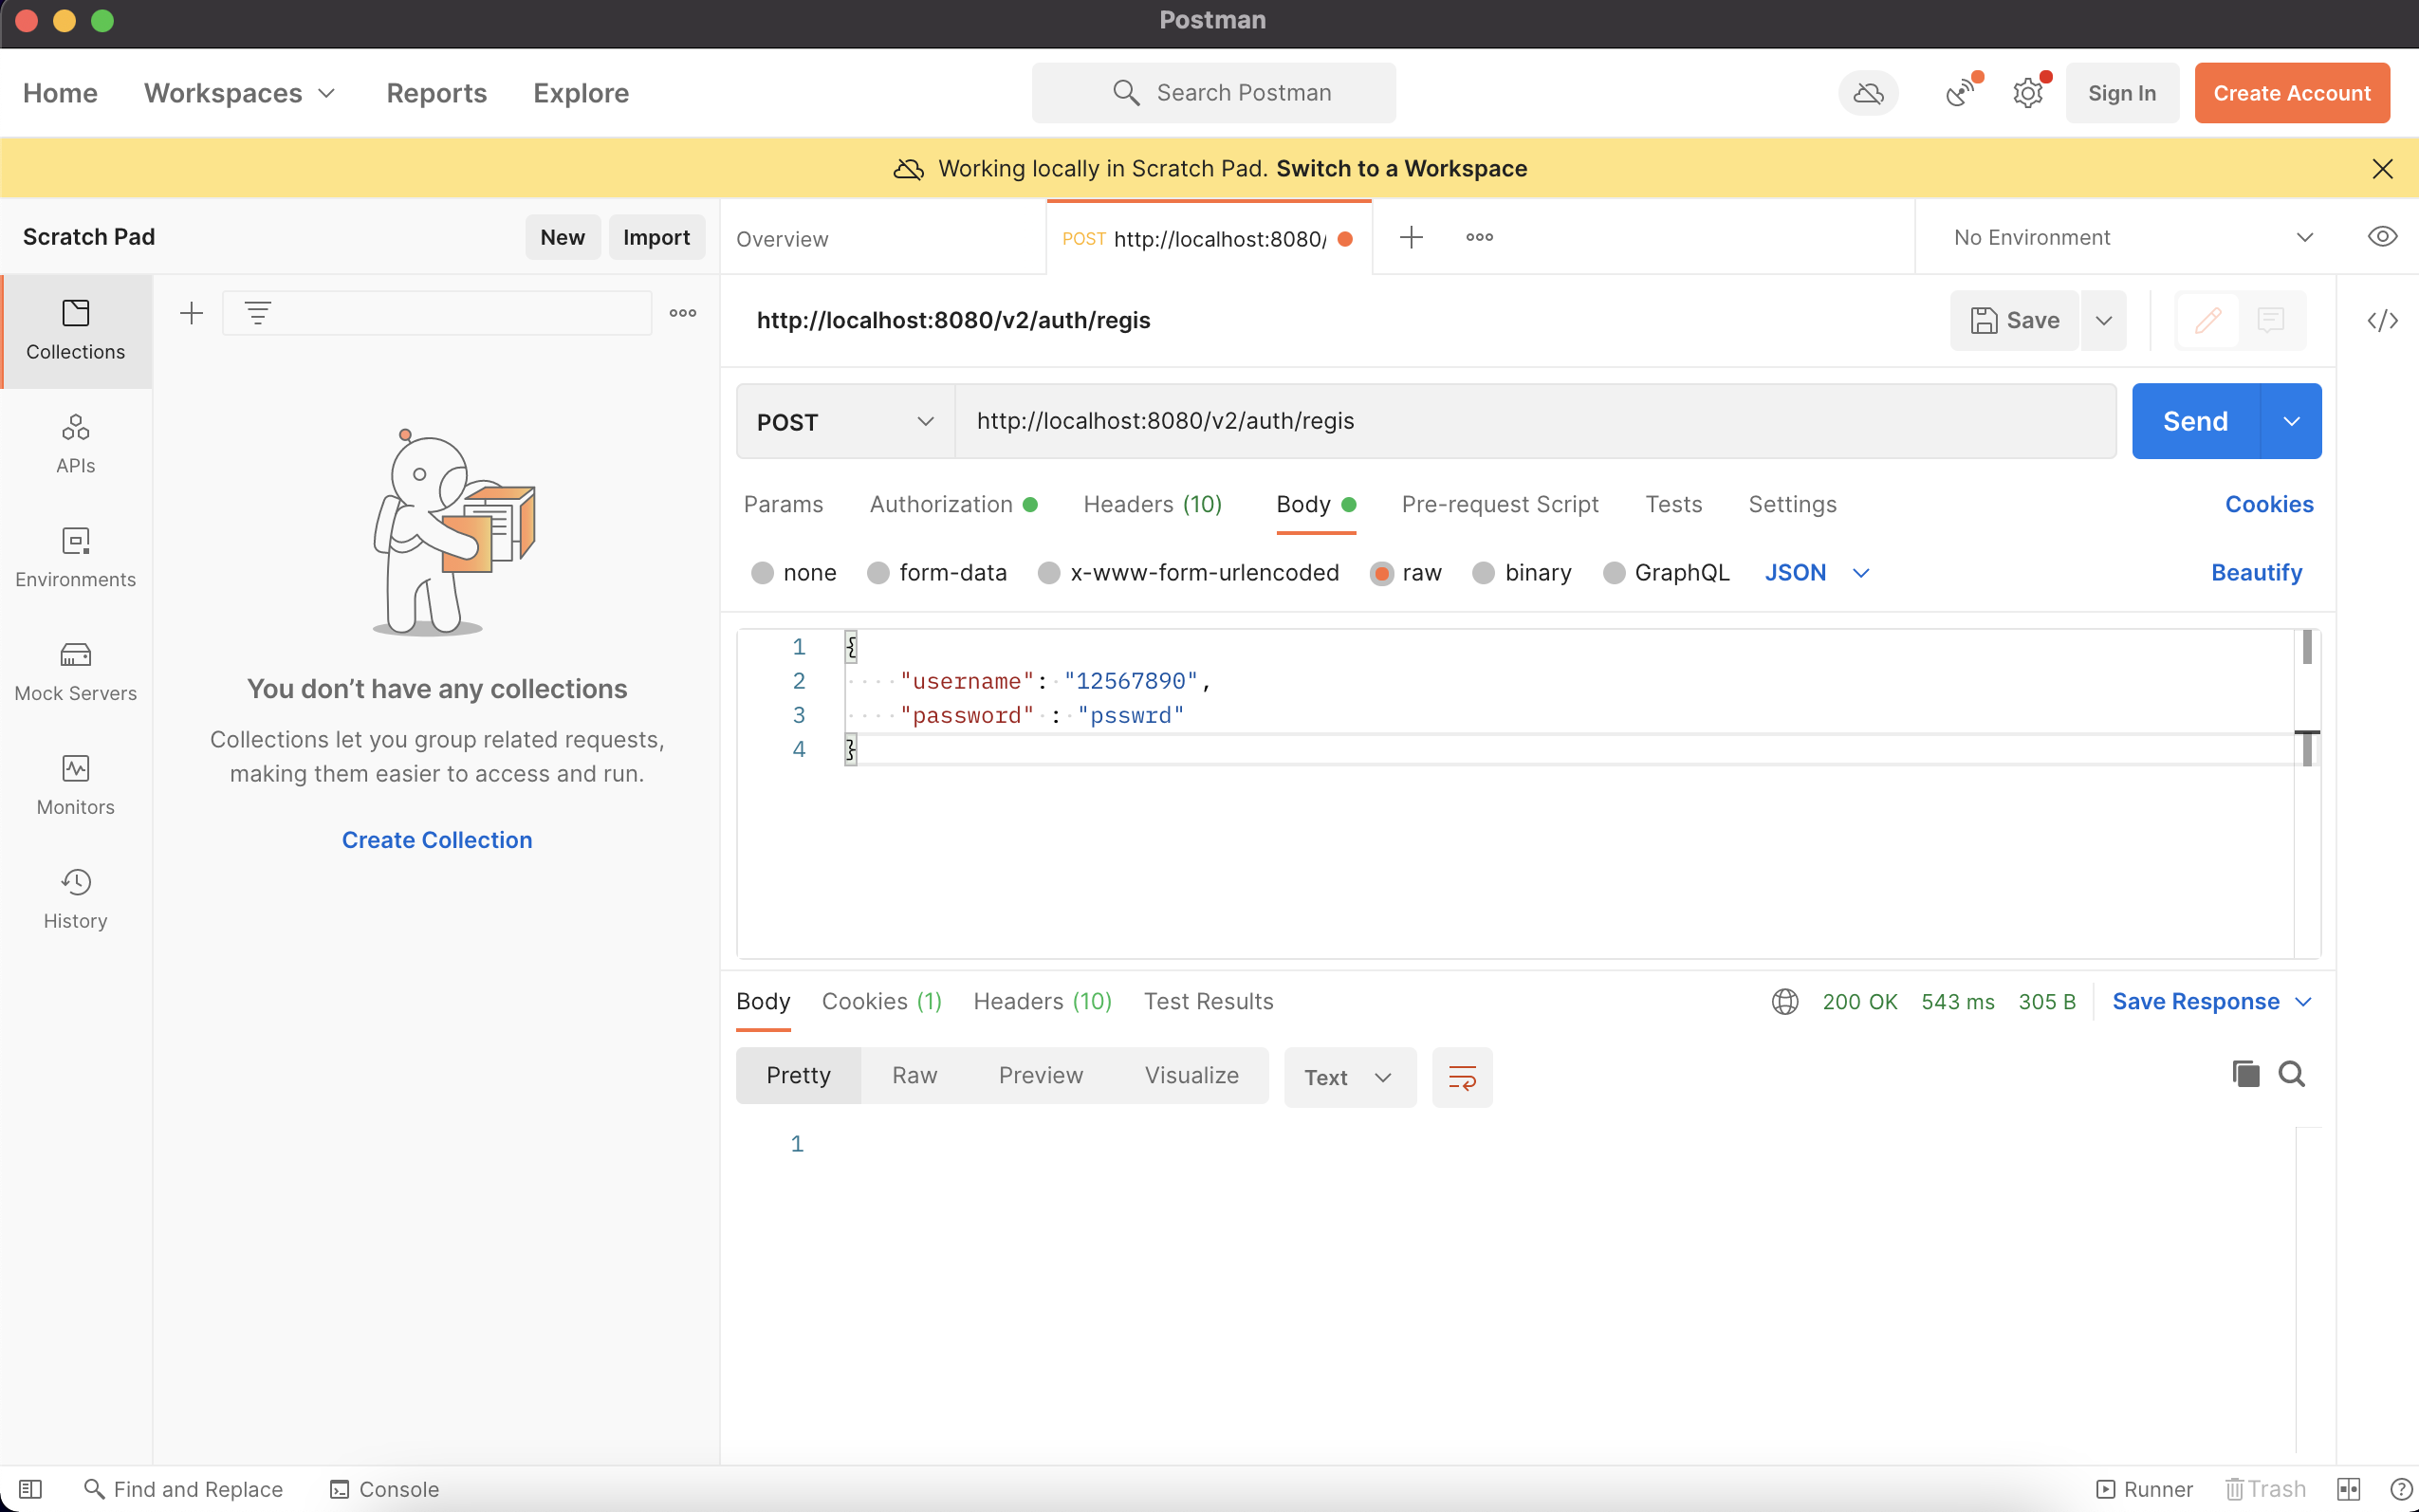 Postman
Home Workspaces Reports Explore Search Postman Sign In Create Account
Working locally in Scratch Pad. Switch to a Workspace
Scratch Pad New Import Overview POST http://localhost:8080/ No Environment
Collections
APIs
Environments
Mock Servers
Monitors
History
You don’t have any collections
Collections let you group related requests,
making them easier to access and run.
Create Collection
http://localhost:8080/v2/auth/regis Save
POST http://localhost:8080/v2/auth/regis Send
Params Authorization Headers (10) Body Pre-request Script Tests Settings Cookies
none form-data x-www-form-urlencoded raw binary GraphQL JSON Beautify
1 {
2 "username": "12567890",
3 "password" : "psswrd"
4 }
Body Cookies (1) Headers (10) Test Results 200 OK 543 ms 305 B Save Response
Pretty Raw Preview Visualize Text
1
Find and Replace Console Runner Trash